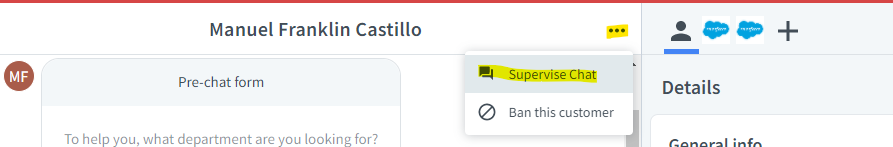 Manuel Franklin Castillo
MF
Pre-chat form
Supervise Chat
Ban this customer
To help you, what department are you looking for?
Details
General info